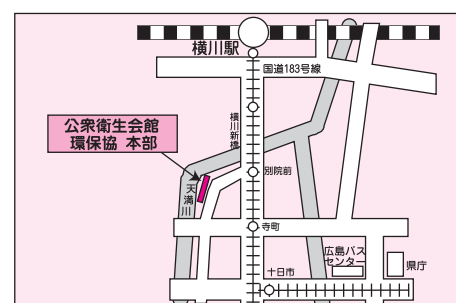 横川駅
国道183号線
横川新橋
公衆衛生会館
環保協 本部
別院前
天満川
寺町
広島バス
センター
県庁
十日市